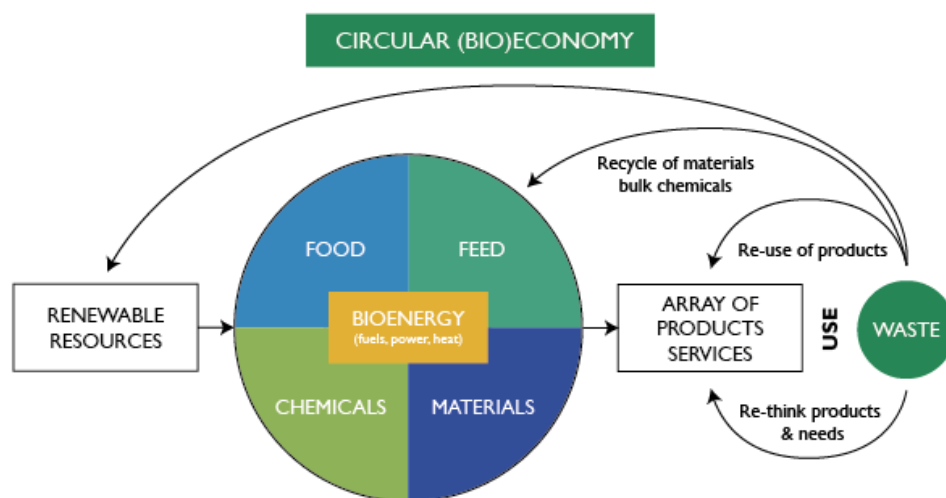 CIRCULAR (BIO)ECONOMY
Recycle of materials
bulk chemicals
Re-use of products
FOOD
FEED
RENEWABLE
RESOURCES
BIOENERGY
(fuels, power, heat)
ARRAY OF
PRODUCTS
SERVICES
USE
WASTE
CHEMICALS
MATERIALS
Re-think products
& needs